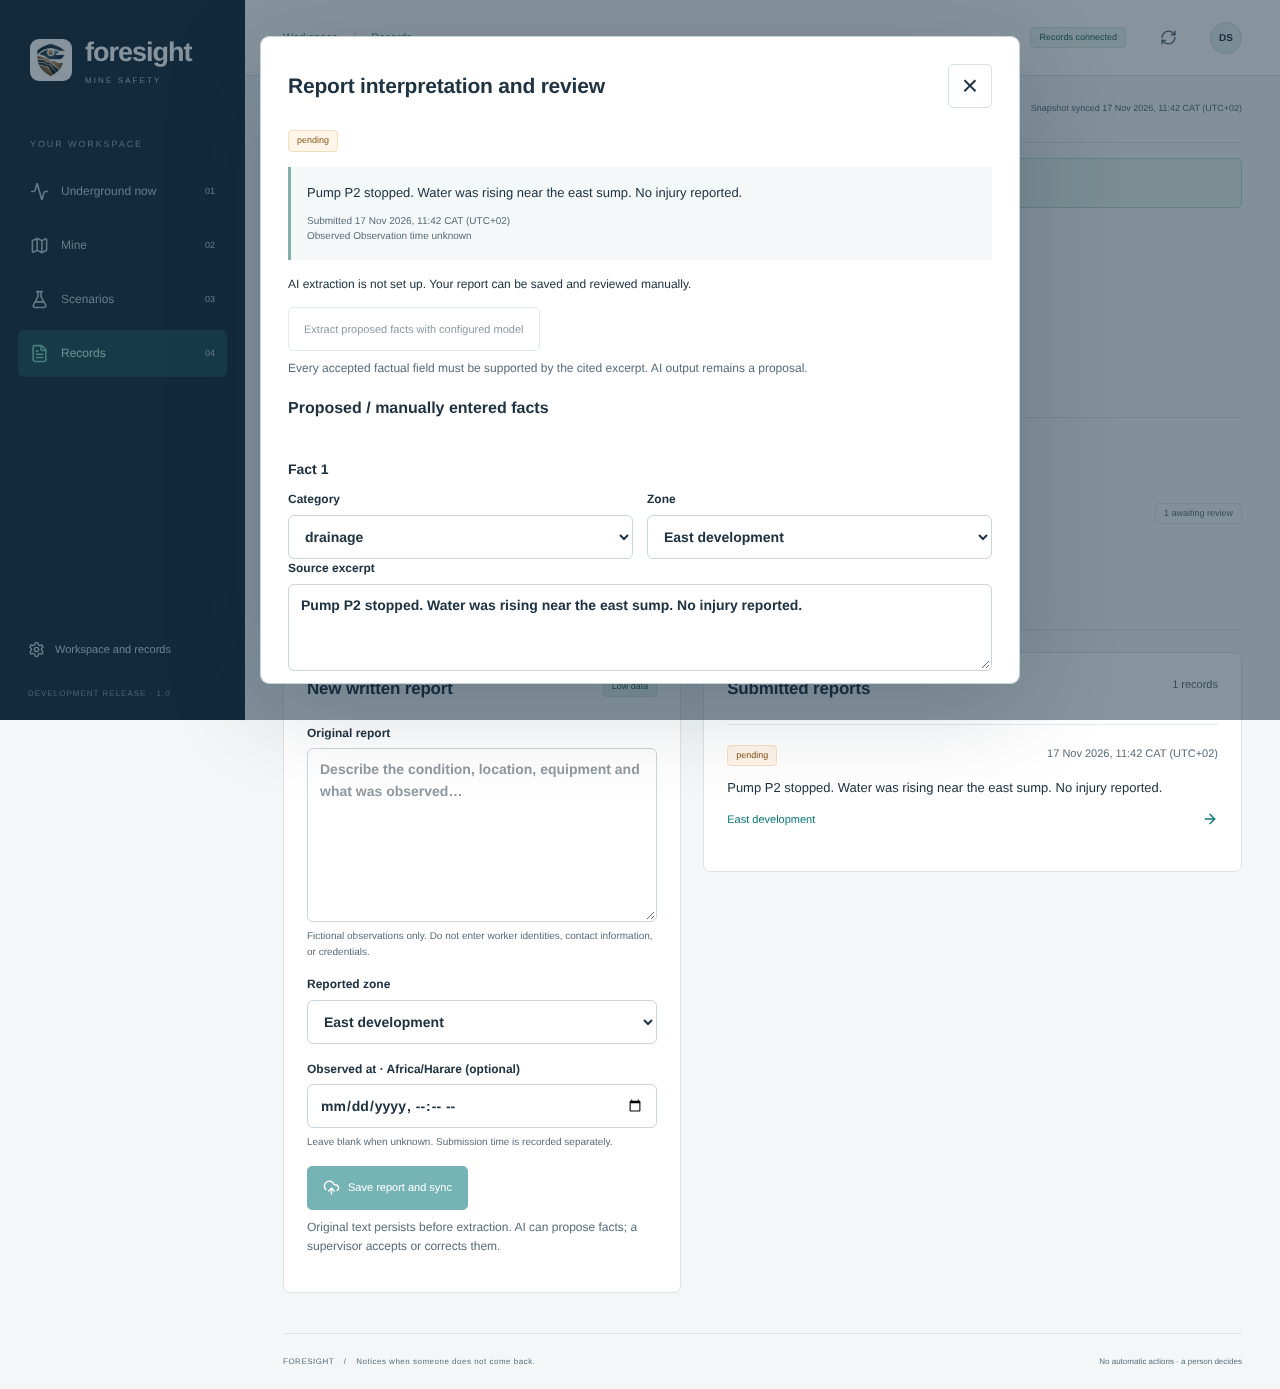 foresight
MINE SAFETY
YOUR WORKSPACE
Underground now 01
Mine 02
Scenarios 03
Records 04
Workspace and records
DEVELOPMENT RELEASE · 1.0
Records connected
DS
Snapshot synced 17 Nov 2026, 11:42 CAT (UTC+02)
1 awaiting review
Report interpretation and review
pending
Pump P2 stopped. Water was rising near the east sump. No injury reported.
Submitted 17 Nov 2026, 11:42 CAT (UTC+02)
Observed Observation time unknown
AI extraction is not set up. Your report can be saved and reviewed manually.
Extract proposed facts with configured model
Every accepted factual field must be supported by the cited excerpt. AI output remains a proposal.
Proposed / manually entered facts
Fact 1
Category Zone
drainage East development
Source excerpt
Pump P2 stopped. Water was rising near the east sump. No injury reported.
New written report Low data
Original report
Describe the condition, location, equipment and
what was observed…
Fictional observations only. Do not enter worker identities, contact information,
or credentials.
Reported zone
East development
Observed at · Africa/Harare (optional)
mm/dd/yyyy, --:-- --
Leave blank when unknown. Submission time is recorded separately.
Save report and sync
Original text persists before extraction. AI can propose facts; a
supervisor accepts or corrects them.
Submitted reports 1 records
pending 17 Nov 2026, 11:42 CAT (UTC+02)
Pump P2 stopped. Water was rising near the east sump. No injury reported.
East development
FORESIGHT / Notices when someone does not come back.
No automatic actions · a person decides